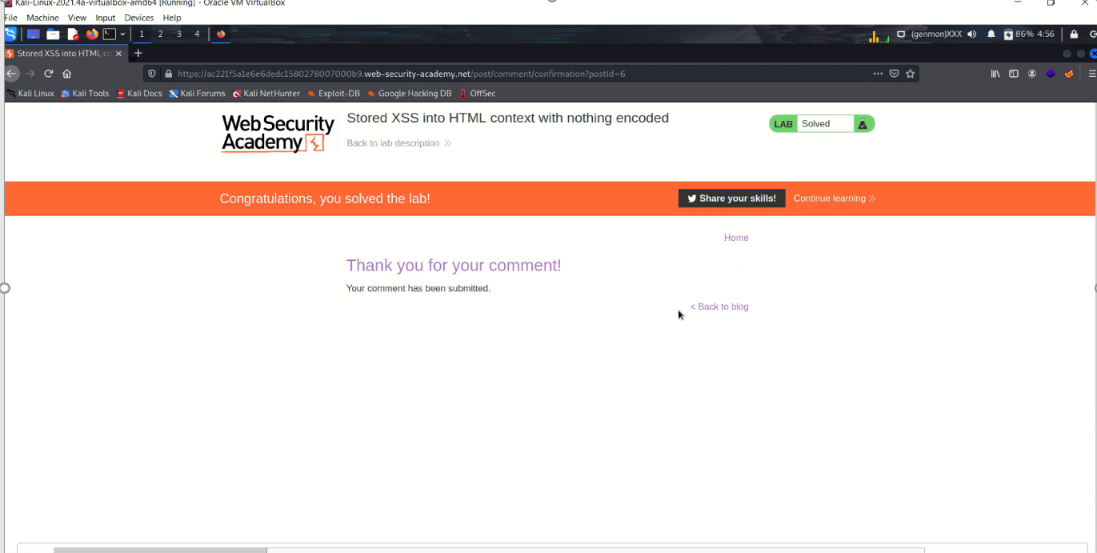 Kali-Linux-2021.4a-virtualbox-amd64 [Running] - Oracle VM VirtualBox
File Machine View Input Devices Help
1 2 3 4 (genmon)XXX 86% 4:56
Stored XSS into HTML co
https://ac221f5a1e6e6dedc1580278007000b9.web-security-academy.net/post/comment/confirmation?postId=6
Kali Linux Kali Tools Kali Docs Kali Forums Kali NetHunter Exploit-DB Google Hacking DB OffSec
Web Security Academy
Stored XSS into HTML context with nothing encoded
LAB Solved
Back to lab description
Congratulations, you solved the lab!
Share your skills! Continue learning
Home
Thank you for your comment!
Your comment has been submitted.
< Back to blog